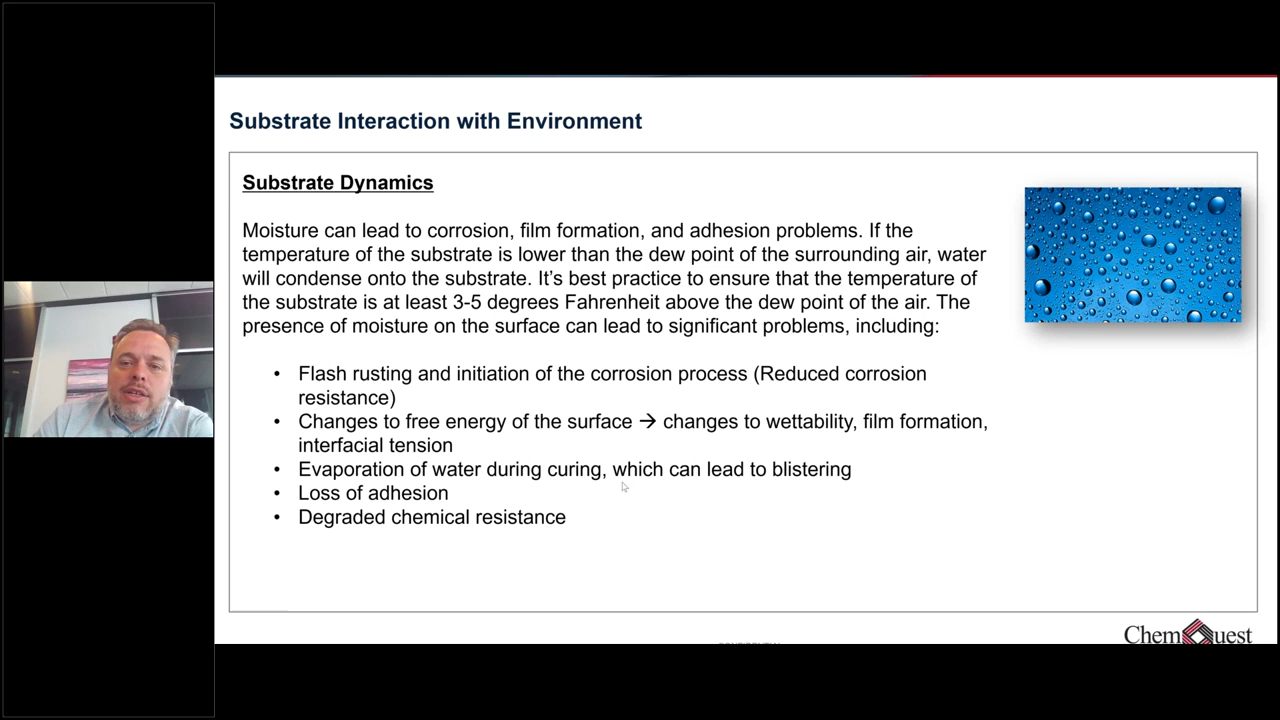 Substrate Interaction with Environment
Substrate Dynamics
Moisture can lead to corrosion, film formation, and adhesion problems. If the
temperature of the substrate is lower than the dew point of the surrounding air, water
will condense onto the substrate. It’s best practice to ensure that the temperature of
the substrate is at least 3-5 degrees Fahrenheit above the dew point of the air. The
presence of moisture on the surface can lead to significant problems, including:
• Flash rusting and initiation of the corrosion process (Reduced corrosion
resistance)
• Changes to free energy of the surface → changes to wettability, film formation,
interfacial tension
• Evaporation of water during curing, which can lead to blistering
• Loss of adhesion
• Degraded chemical resistance
ChemQuest